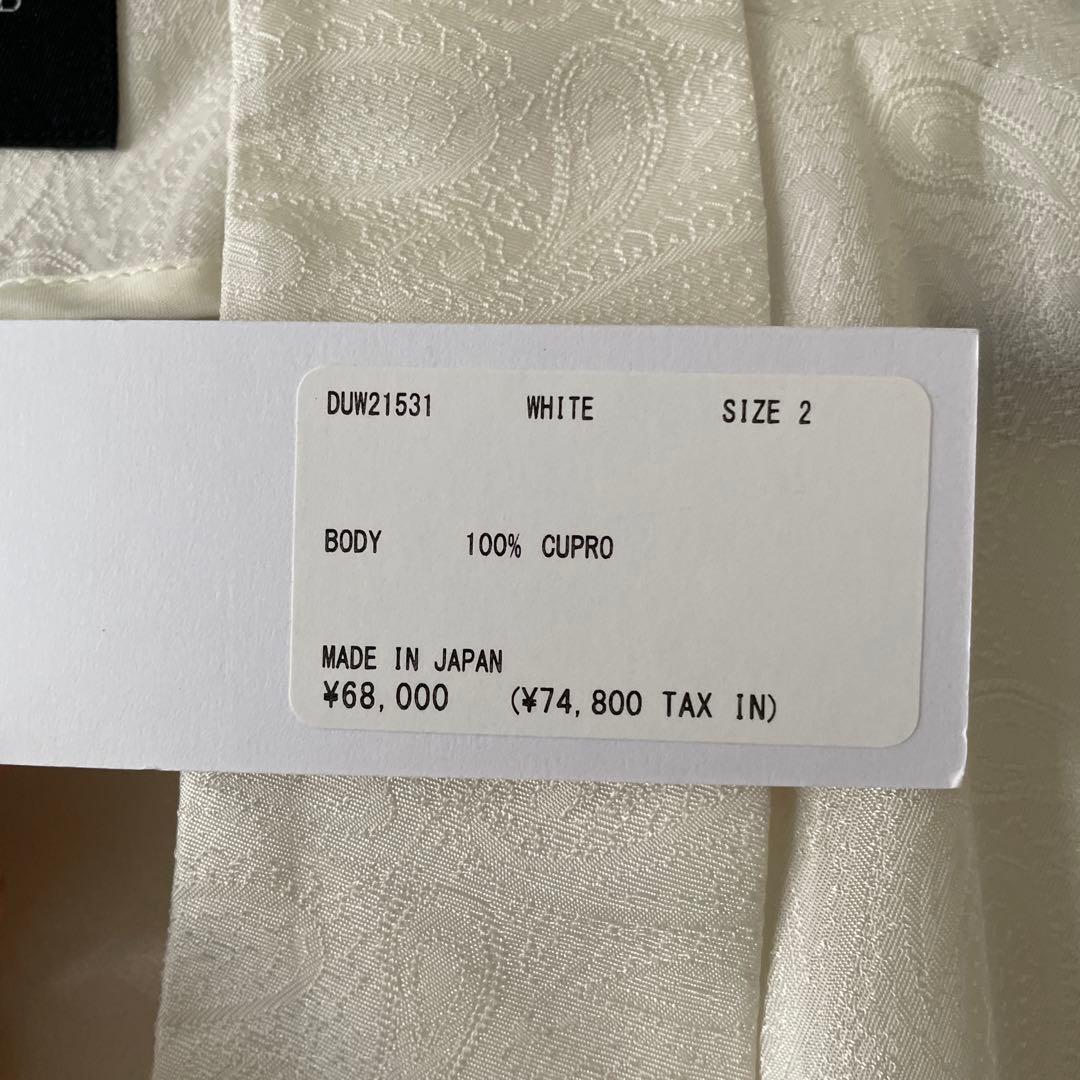 DUW21531 WHITE SIZE 2
BODY 100% CUPRO
MADE IN JAPAN
¥68,000 (¥74,800 TAX IN)